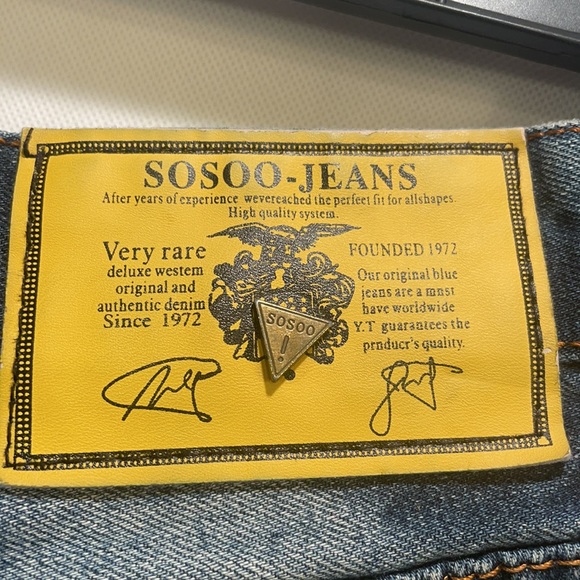 SOSOO-JEANS
After years of experience wevereached the perfect fit for allshapes.
High quality system.
Very rare
deluxe westem
original and
authentic denim
Since 1972
FOUNDED 1972
Our original blue
jeans are a mnst
have worldwide
Y.T guarantees the
prnducr's quality.
SOSOO
!